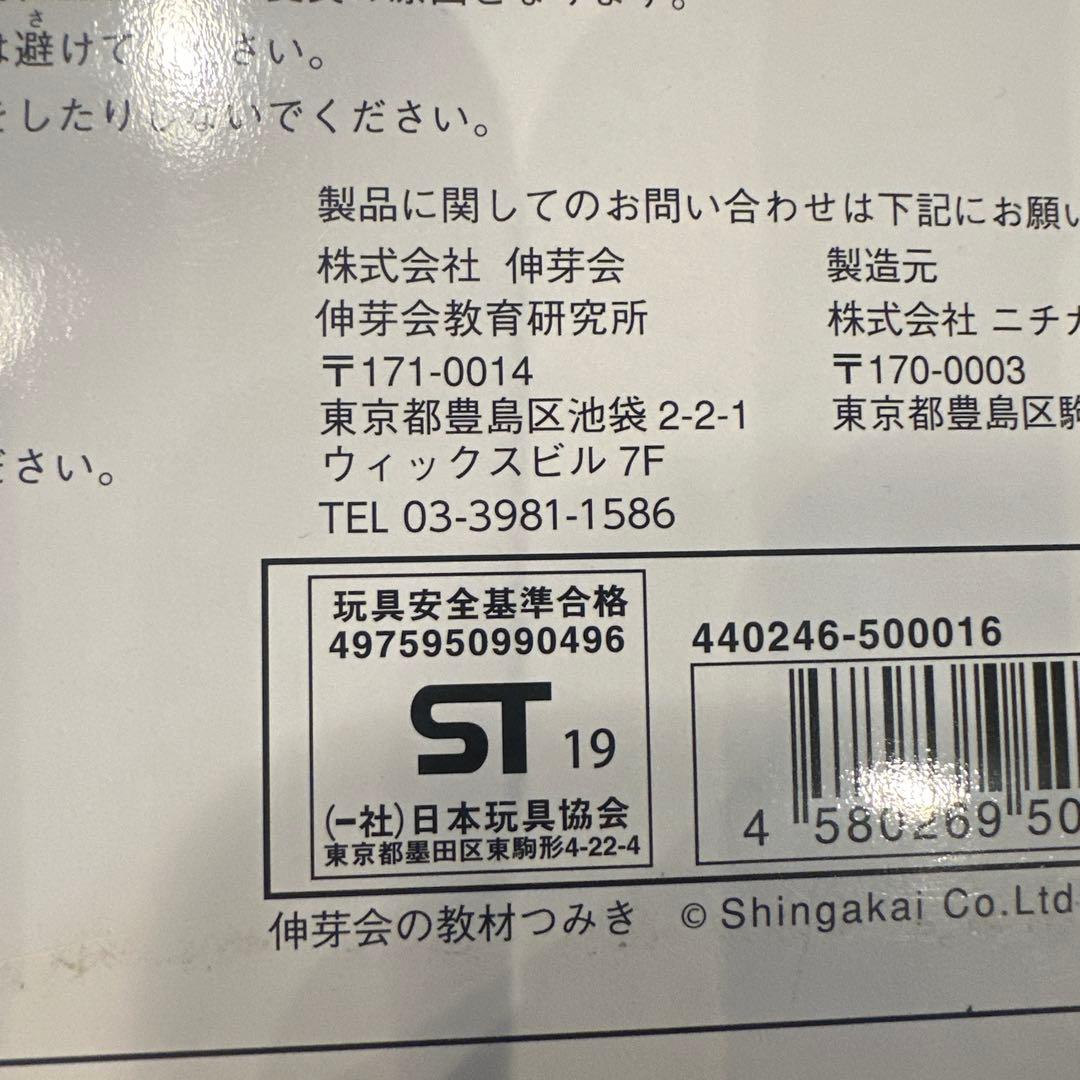 は避けて さい。
さ
をしたりしないでください。
製品に関してのお問い合わせは下記にお願い
株式会社 伸芽会
伸芽会教育研究所
〒171-0014
東京都豊島区池袋 2-2-1
ウィックスビル 7F
TEL 03-3981-1586
製造元
株式会社 ニチガ
〒170-0003
東京都豊島区駒
ださい。
玩具安全基準合格
4975950990496
ST 19
(一社)日本玩具協会
東京都墨田区東駒形4-22-4
440246-500016
4 580269 50
伸芽会の教材つみき © Shingakai Co.Ltd